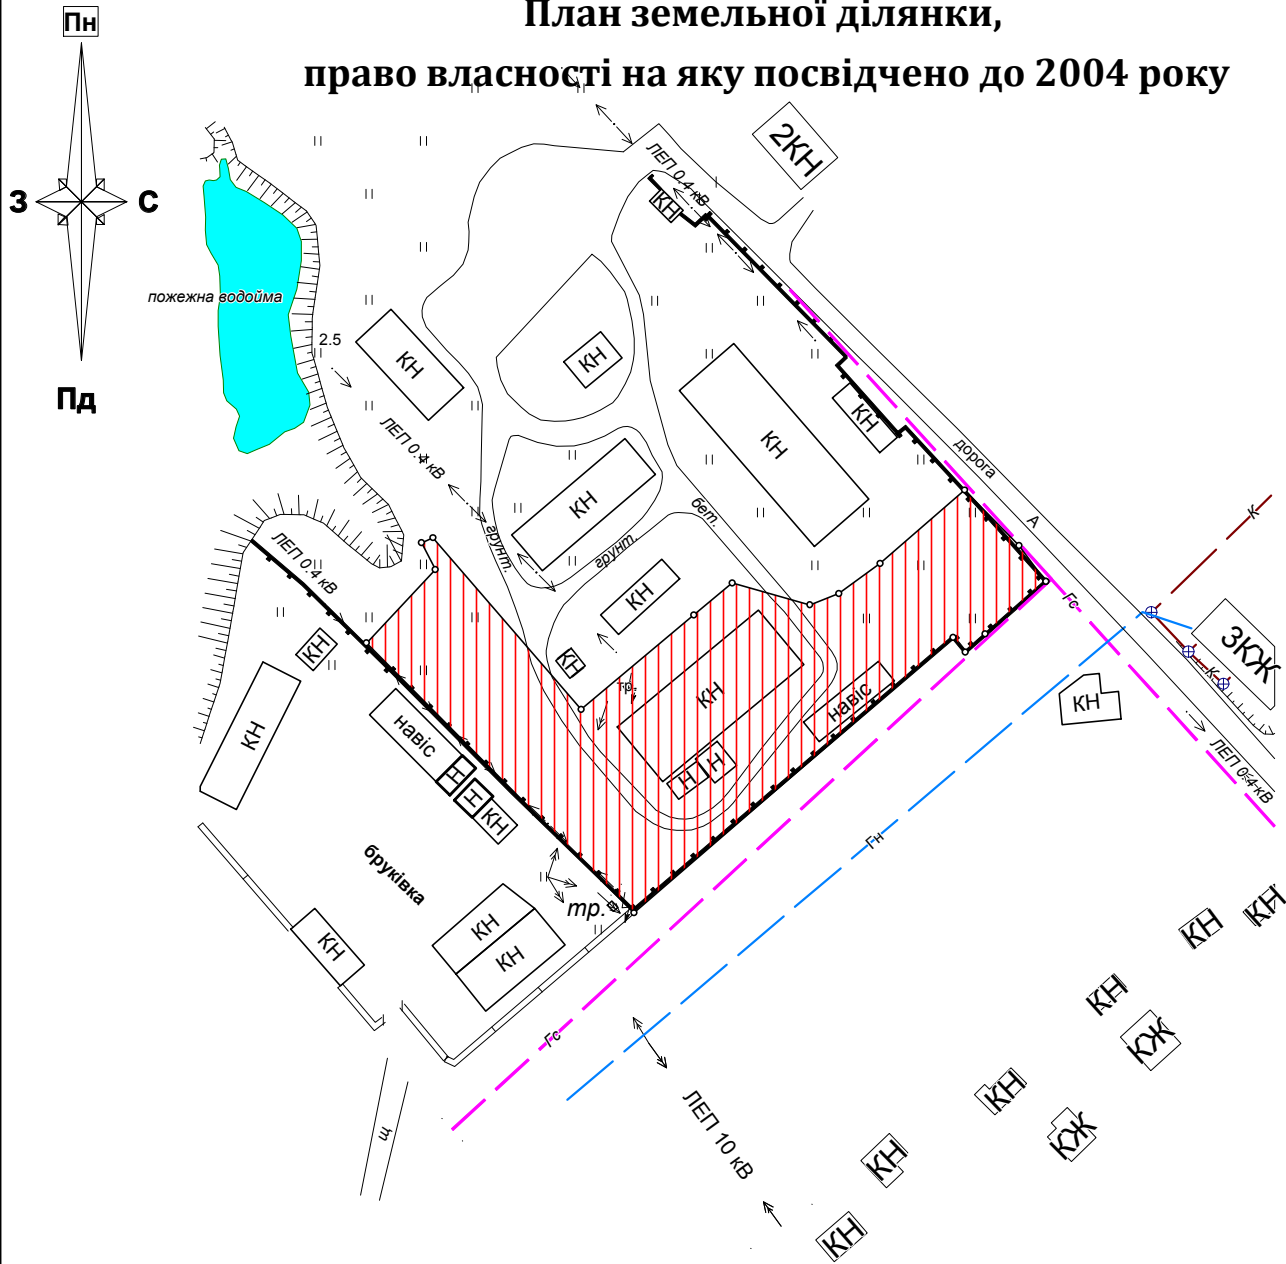 План земельної ділянки,
право власності на яку посвідчено до 2004 року
Пн
З
С
Пд
2КН
ЛЕП 0.4 кВ
КН
пожежна водойма
2.5
КН
КН
КН
КН
дорога
ЛЕП 0.4 кВ
КН
бет.
А
К
грунт.
грунт.
ЛЕП 0.4 кВ
КН
Гс
КН
КН
3КЖ
К
тр.
КН
навіс
КН
КН
навіс
Н
Н
Н
Н
КН
ЛЕП 0.4 кВ
Гн
бруківка
тр.
КН
КН
КН
КН
КН
Гс
КН
КЖ
ЛЕП 10 кВ
КН
КЖ
щ
КН
КН